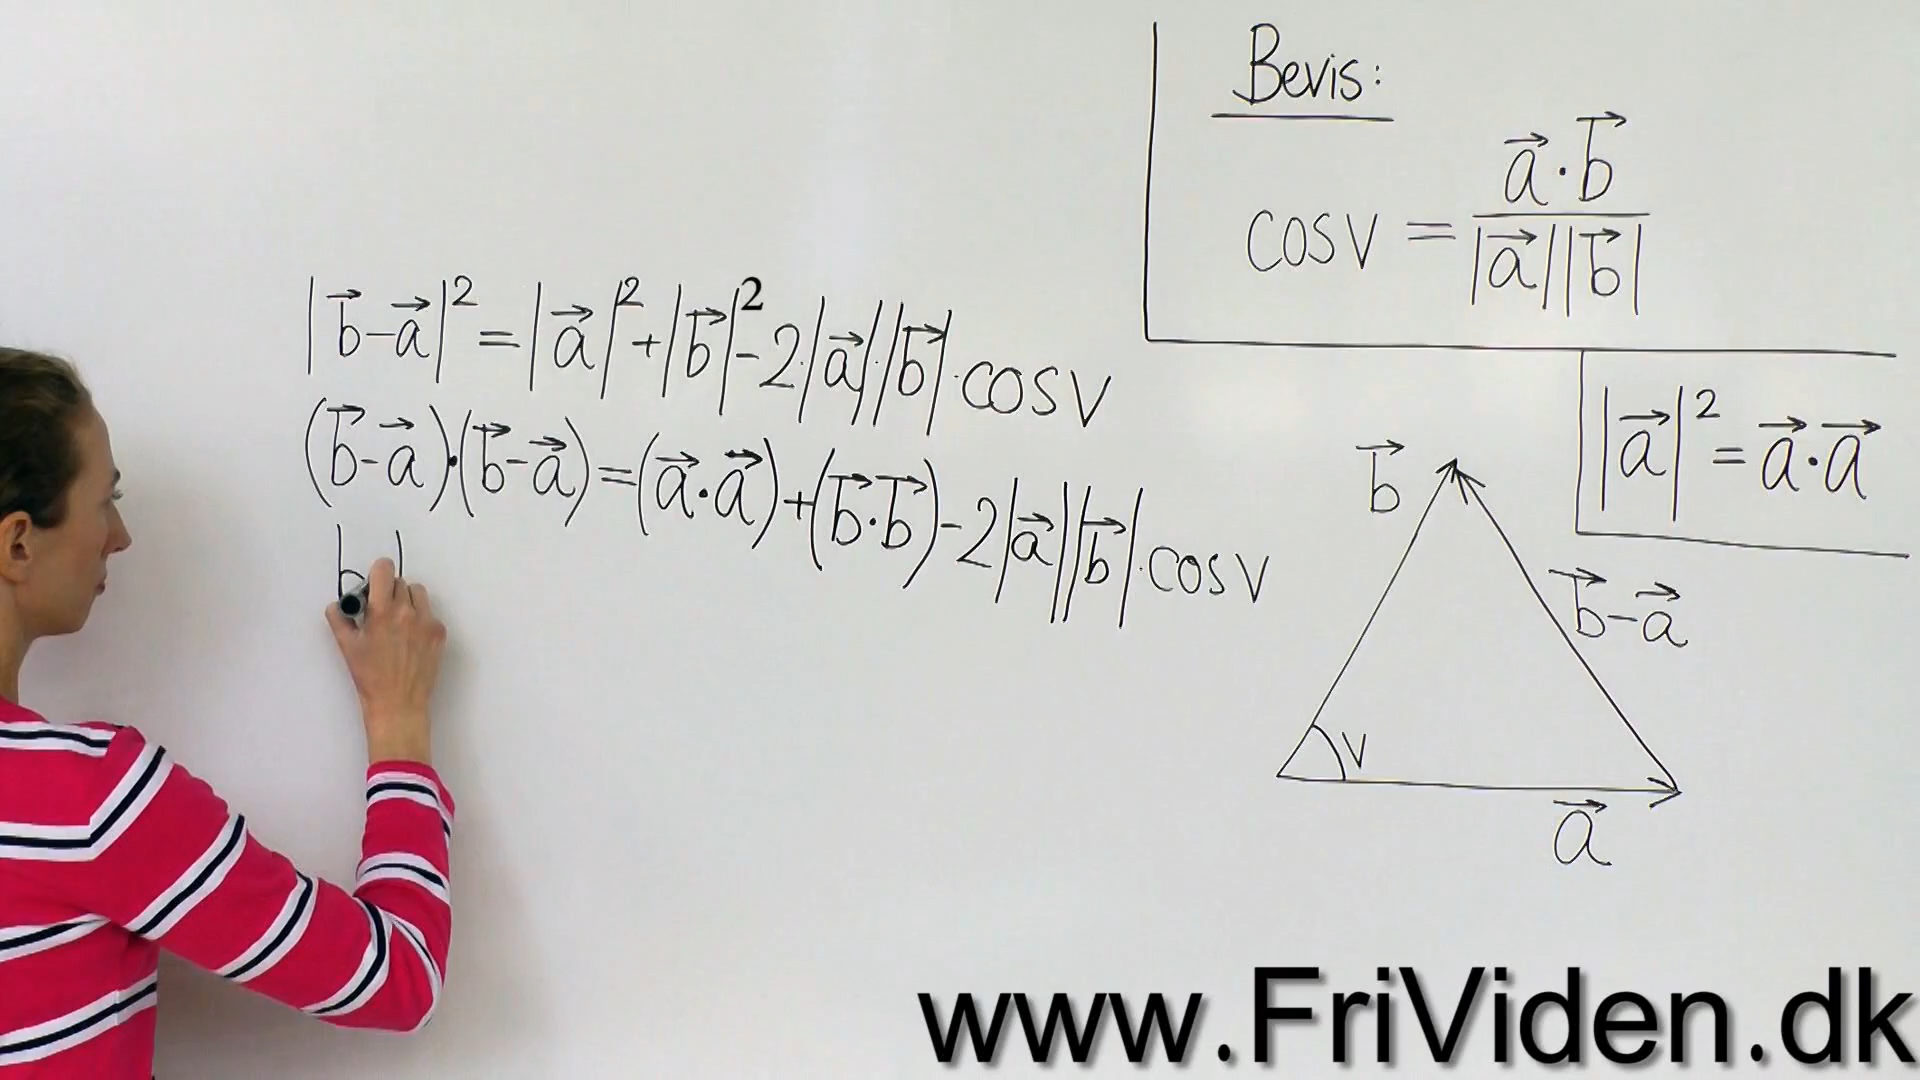 Bevis:
cos v = a⃗·b⃗ / |a⃗||b⃗|
|b⃗-a⃗|² = |a⃗|² + |b⃗|² - 2·|a⃗|·|b⃗|·cos v
(b⃗-a⃗)·(b⃗-a⃗) = (a⃗·a⃗) + (b⃗·b⃗) - 2|a⃗||b⃗|·cos v
|a⃗|² = a⃗·a⃗
b⃗
b⃗-a⃗
v
a⃗
www.FriViden.dk